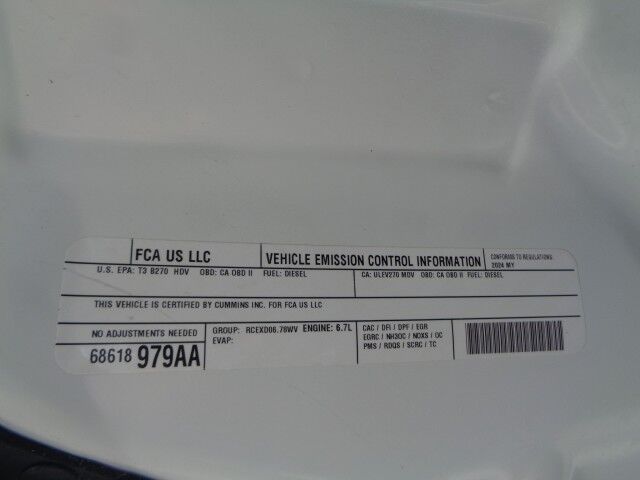 FCA US LLC
VEHICLE EMISSION CONTROL INFORMATION
CONFORMS TO REGULATIONS:
2024 MY
U.S. EPA: T3 B270 HDV OBD: CA OBD II FUEL: DIESEL
CA: ULEV270 MDV OBD: CA OBD II FUEL: DIESEL
THIS VEHICLE IS CERTIFIED BY CUMMINS INC. FOR FCA US LLC
NO ADJUSTMENTS NEEDED
68618 979AA
GROUP: RCEXD06.78WV ENGINE: 6.7L
EVAP:
CAC / DFI / DPF / EGR
EGRC / NH3OC / NOXS / OC
PMS / RDQS / SCRC / TC